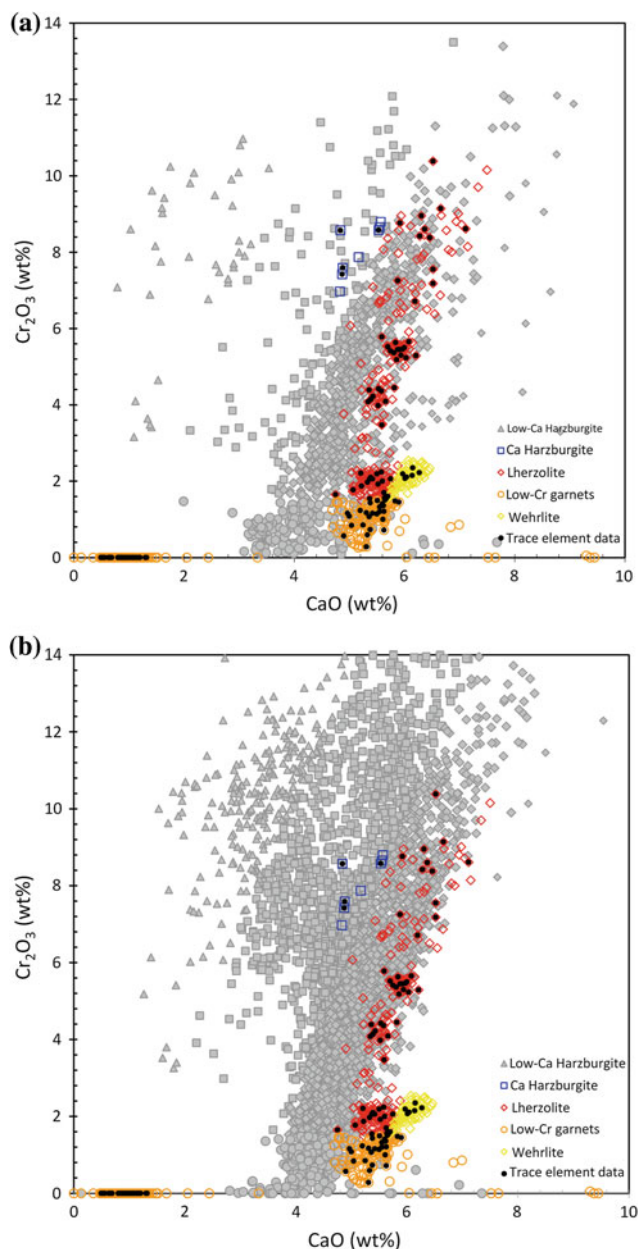 (a)
14
12
10
8
6
4
2
0
Cr₂O₃ (wt%)
Low-Ca Harzburgite
Ca Harzburgite
Lherzolite
Low-Cr garnets
Wehrlite
Trace element data
0 2 4 6 8 10
CaO (wt%)
(b)
14
12
10
8
6
4
2
0
Cr₂O₃ (wt%)
Low-Ca Harzburgite
Ca Harzburgite
Lherzolite
Low-Cr garnets
Wehrlite
Trace element data
0 2 4 6 8 10
CaO (wt%)